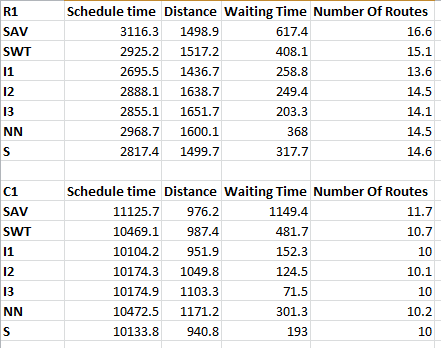 R1 Schedule time Distance Waiting Time Number Of Routes
SAV 3116.3 1498.9 617.4 16.6
SWT 2925.2 1517.2 408.1 15.1
I1 2695.5 1436.7 258.8 13.6
I2 2888.1 1638.7 249.4 14.5
I3 2855.1 1651.7 203.3 14.1
NN 2968.7 1600.1 368 14.5
S 2817.4 1499.7 317.7 14.6
C1 Schedule time Distance Waiting Time Number Of Routes
SAV 11125.7 976.2 1149.4 11.7
SWT 10469.1 987.4 481.7 10.7
I1 10104.2 951.9 152.3 10
I2 10174.3 1049.8 124.5 10.1
I3 10174.9 1103.3 71.5 10
NN 10472.5 1171.2 301.3 10.2
S 10133.8 940.8 193 10